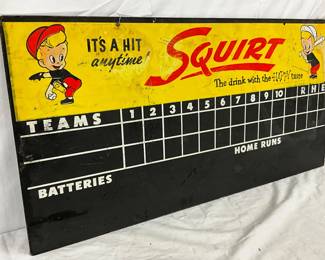 IT'S A HIT
anytime!
SQUIRT
The drink with the "HAPPY" taste
TEAMS 1 2 3 4 5 6 7 8 9 10 R H E
HOME RUNS
BATTERIES